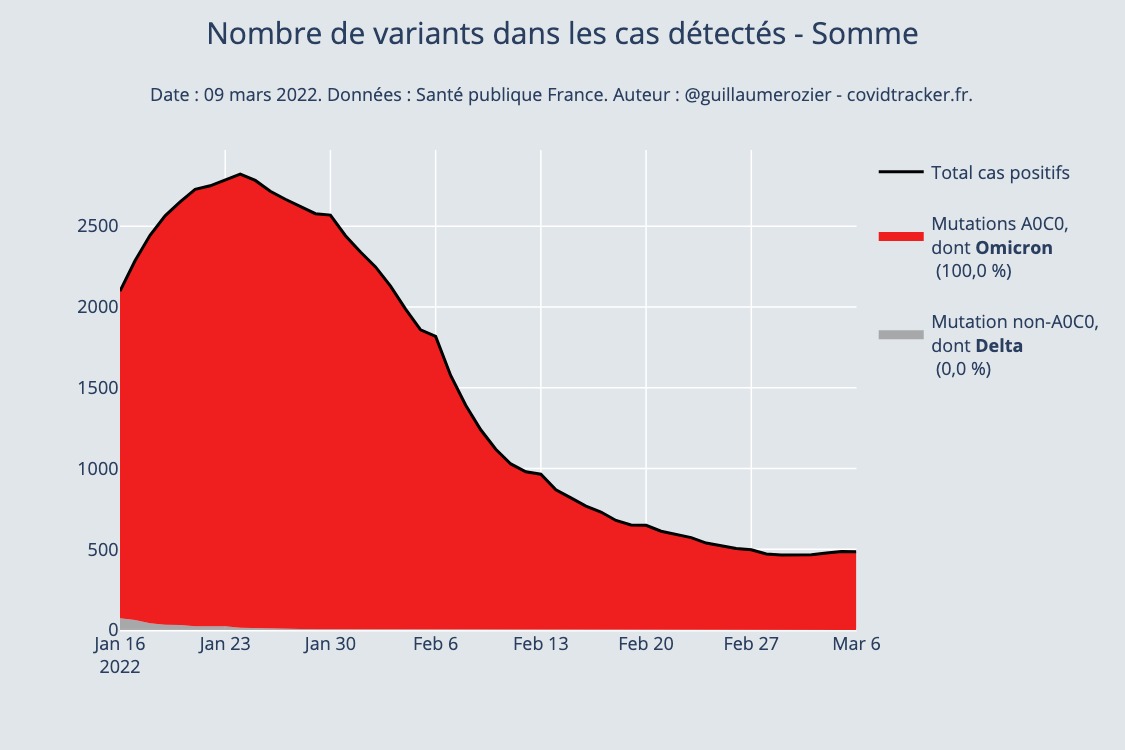 Nombre de variants dans les cas détectés - Somme
Date : 09 mars 2022. Données : Santé publique France. Auteur : @guillaumerozier - covidtracker.fr.
Total cas positifs
Mutations A0C0,
dont Omicron
(100,0 %)
Mutation non-A0C0,
dont Delta
(0,0 %)
2500
2000
1500
1000
500
0
Jan 16
2022
Jan 23
Jan 30
Feb 6
Feb 13
Feb 20
Feb 27
Mar 6